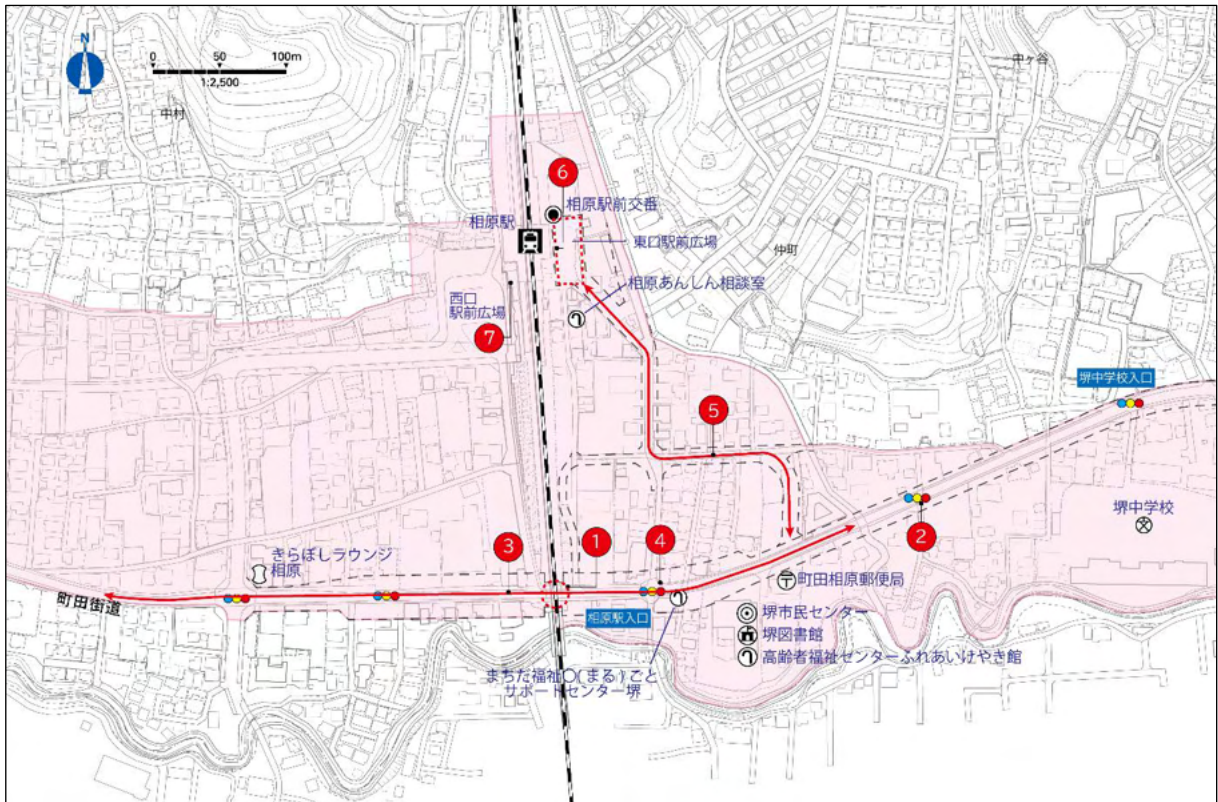 N
0 50 100m
1:2,500
中村
中ヶ谷
6
相原駅前交番
相原駅
東口駅前広場
仲町
相原あんしん相談室
西口
駅前広場
7
堺中学校入口
5
堺中学校
2
きらぼしラウンジ
相原
3
1
4
町田街道
町田相原郵便局
相原駅入口
堺市民センター
堺図書館
高齢者福祉センターふれあいけやき館
まちだ福祉〇(まる)ごと
サポートセンター堺